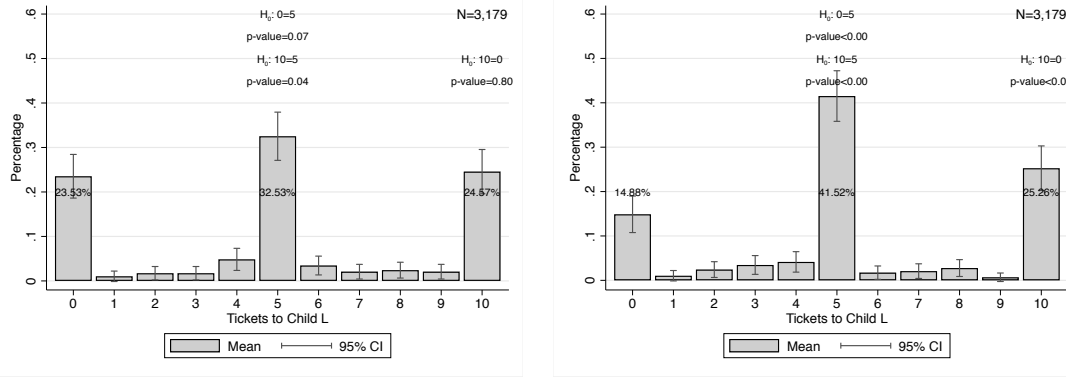 .6
H₀: 0=5
N=3,179
p-value=0.07
.5
H₀: 10=5
H₀: 10=0
p-value=0.04
p-value=0.80
.4
.3
.2
.1
0
23.53%
32.53%
24.57%
Percentage
0 1 2 3 4 5 6 7 8 9 10
Tickets to Child L
Mean 95% CI
.6
H₀: 0=5
N=3,179
p-value<0.00
.5
H₀: 10=5
H₀: 10=0
p-value<0.00
p-value<0.0
.4
.3
.2
.1
0
14.88%
41.52%
25.26%
Percentage
0 1 2 3 4 5 6 7 8 9 10
Tickets to Child L
Mean 95% CI